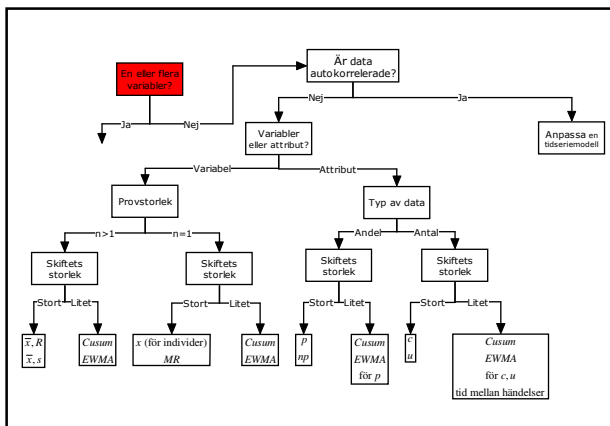 Är data
autokorrelerade?
En eller flera
variabler?
Nej
Ja
Ja
Nej
Variabler
eller attribut?
Anpassa en
tidseriemodell
Variabel
Attribut
Provstorlek
Typ av data
n>1
n=1
Andel
Antal
Skiftets
storlek
Skiftets
storlek
Skiftets
storlek
Skiftets
storlek
Stort
Litet
Stort
Litet
Stort
Litet
Stort
Litet
x̅, R
x̅, s
Cusum
EWMA
x (för individer)
MR
Cusum
EWMA
p
np
Cusum
EWMA
för p
c
u
Cusum
EWMA
för c, u
tid mellan händelser